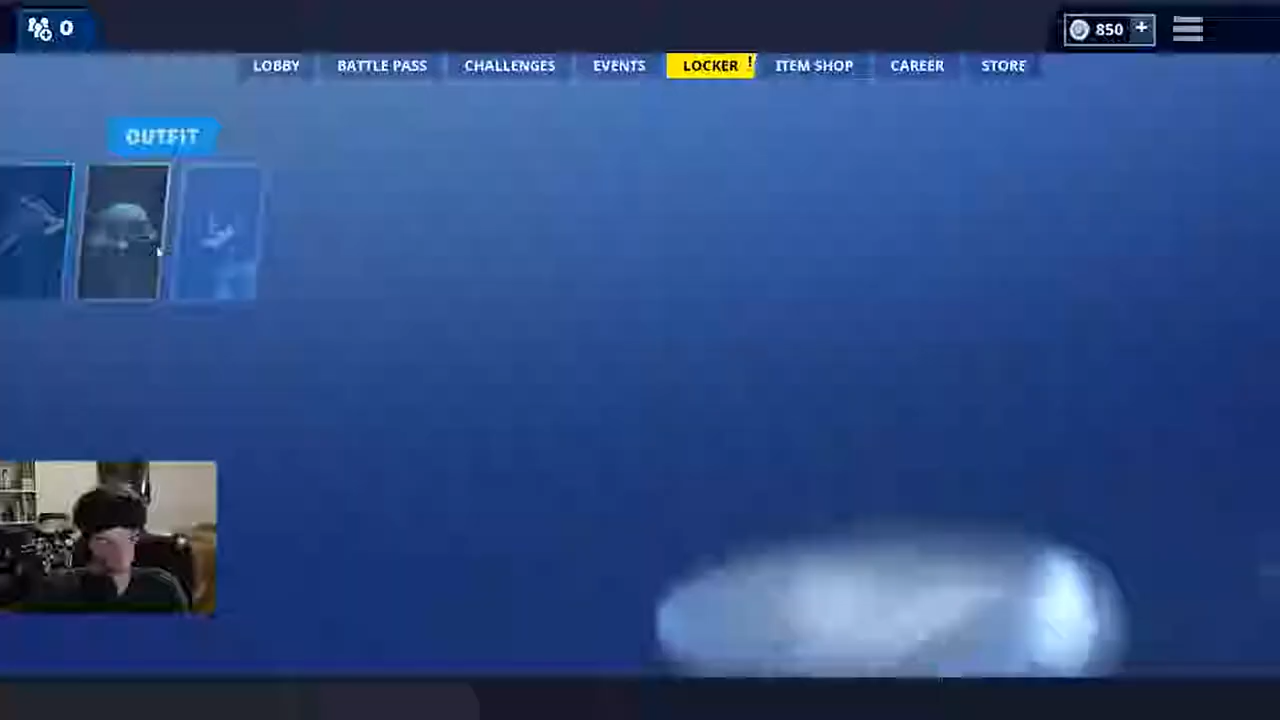 0
850 +
LOBBY BATTLE PASS CHALLENGES EVENTS LOCKER ! ITEM SHOP CAREER STORE
OUTFIT